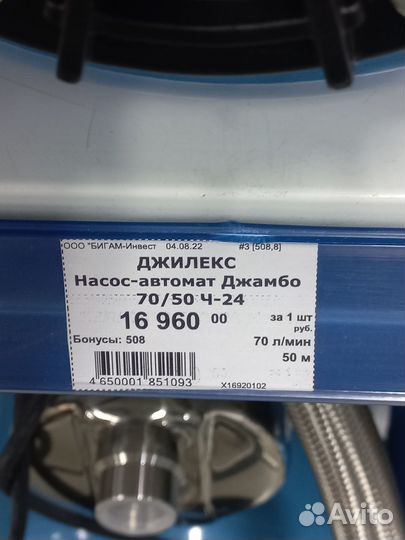 ООО "БИГАМ-Инвест 04.08.22 #3 [508,8]
ДЖИЛЕКС
Насос-автомат Джамбо
70/50 Ч-24
16 960 00 за 1 шт
руб.
Бонусы: 508 70 л/мин
50 м
4 650001 851093 X16920102
Avito